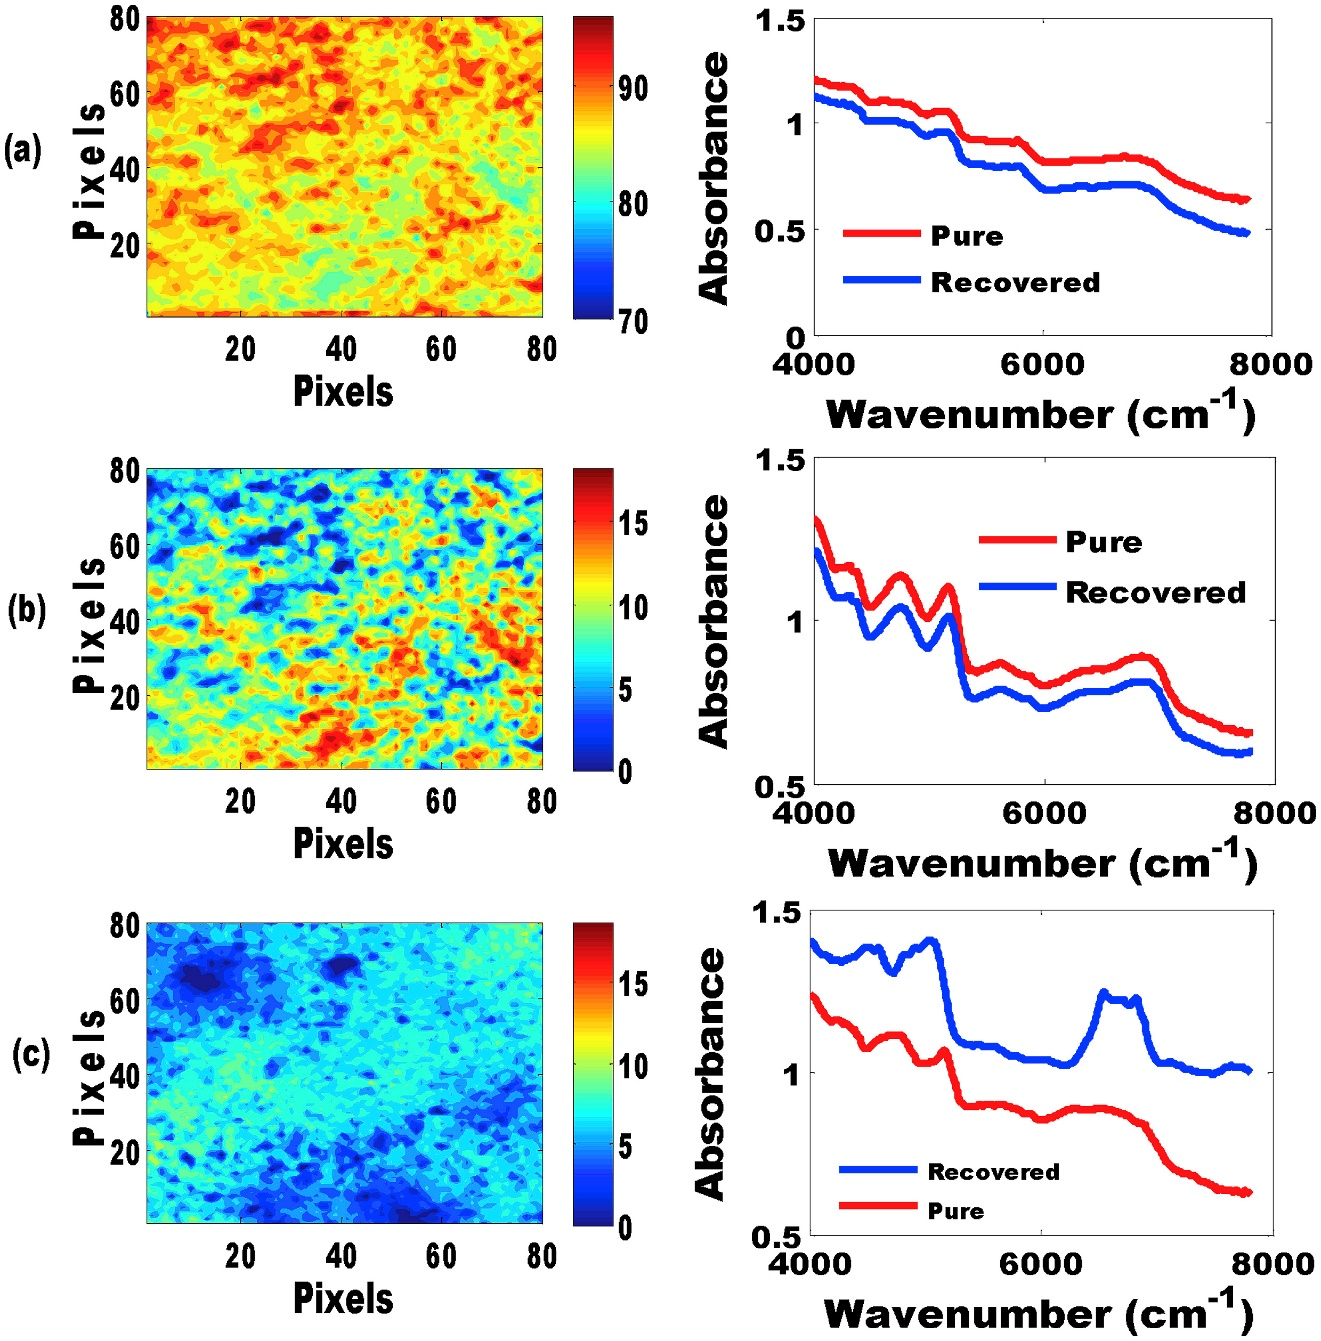 (a)
Pixels
80
60
40
20
20 40 60 80
Pixels
90
80
70
Absorbance
1.5
1
0.5
0
Pure
Recovered
4000 6000 8000
Wavenumber (cm-1)
(b)
Pixels
80
60
40
20
20 40 60 80
Pixels
15
10
5
0
Absorbance
1.5
1
0.5
Pure
Recovered
4000 6000 8000
Wavenumber (cm-1)
(c)
Pixels
80
60
40
20
20 40 60 80
Pixels
15
10
5
0
Absorbance
1.5
1
0.5
Recovered
Pure
4000 6000 8000
Wavenumber (cm-1)